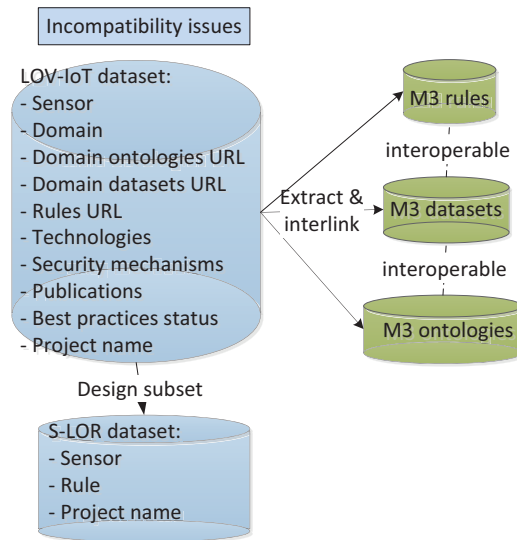 Incompatibility issues
LOV-IoT dataset:
- Sensor
- Domain
- Domain ontologies URL
- Domain datasets URL
- Rules URL
- Technologies
- Security mechanisms
- Publications
- Best practices status
- Project name
Design subset
S-LOR dataset:
- Sensor
- Rule
- Project name
Extract &
interlink
M3 rules
interoperable
M3 datasets
interoperable
M3 ontologies